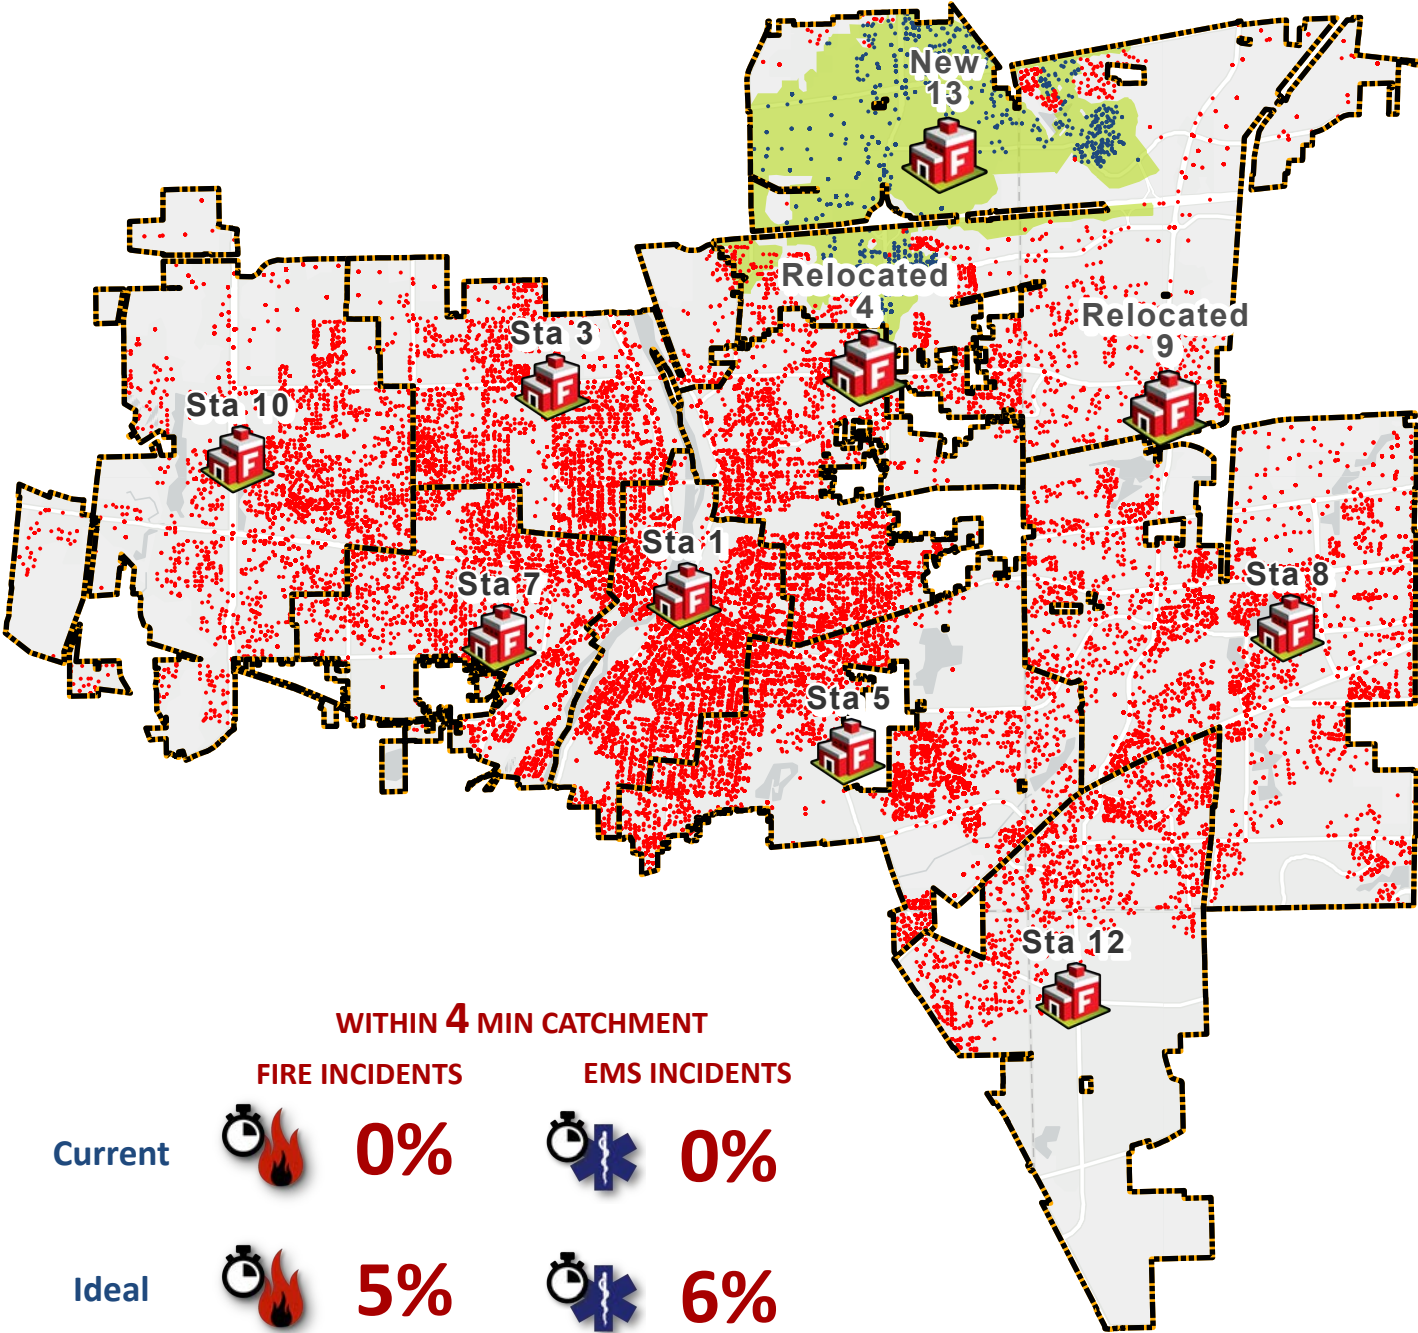 New
13
Relocated
4
Relocated
9
Sta 3
Sta 10
Sta 1
Sta 7
Sta 8
Sta 5
Sta 12
F
F
F
F
F
F
F
F
F
F
WITHIN 4 MIN CATCHMENT
FIRE INCIDENTS EMS INCIDENTS
Current 0% 0%
Ideal 5% 6%